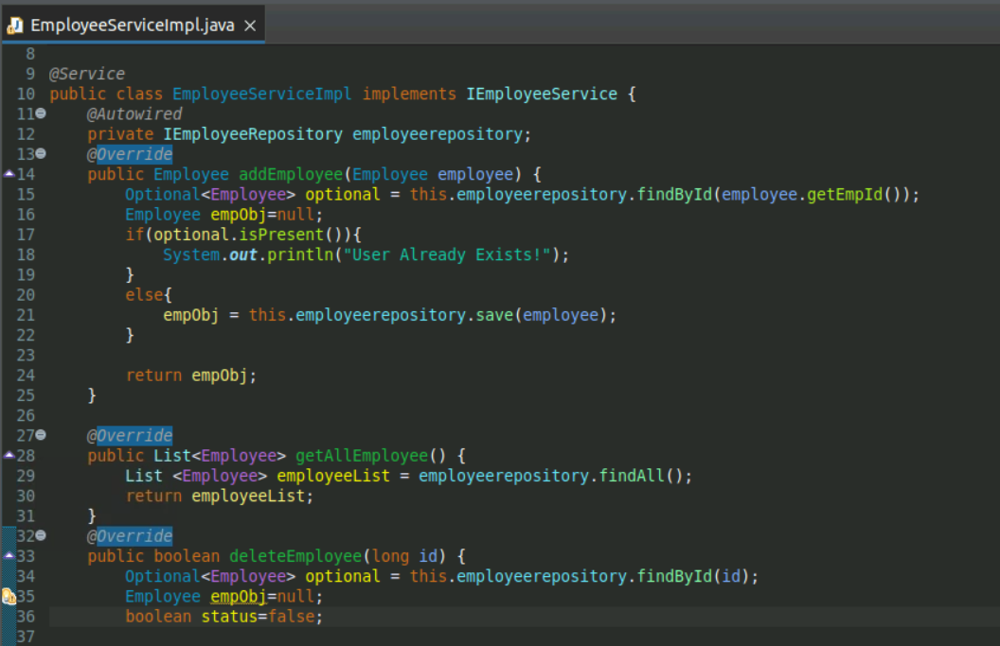 EmployeeServiceImpl.java ×
8
9 @Service
10 public class EmployeeServiceImpl implements IEmployeeService {
11     @Autowired
12     private IEmployeeRepository employeerepository;
13     @Override
14     public Employee addEmployee(Employee employee) {
15         Optional<Employee> optional = this.employeerepository.findById(employee.getEmpId());
16         Employee empObj=null;
17         if(optional.isPresent()){
18             System.out.println("User Already Exists!");
19         }
20         else{
21             empObj = this.employeerepository.save(employee);
22         }
23
24         return empObj;
25     }
26
27     @Override
28     public List<Employee> getAllEmployee() {
29         List <Employee> employeeList = employeerepository.findAll();
30         return employeeList;
31     }
32     @Override
33     public boolean deleteEmployee(long id) {
34         Optional<Employee> optional = this.employeerepository.findById(id);
35         Employee empObj=null;
36         boolean status=false;
37